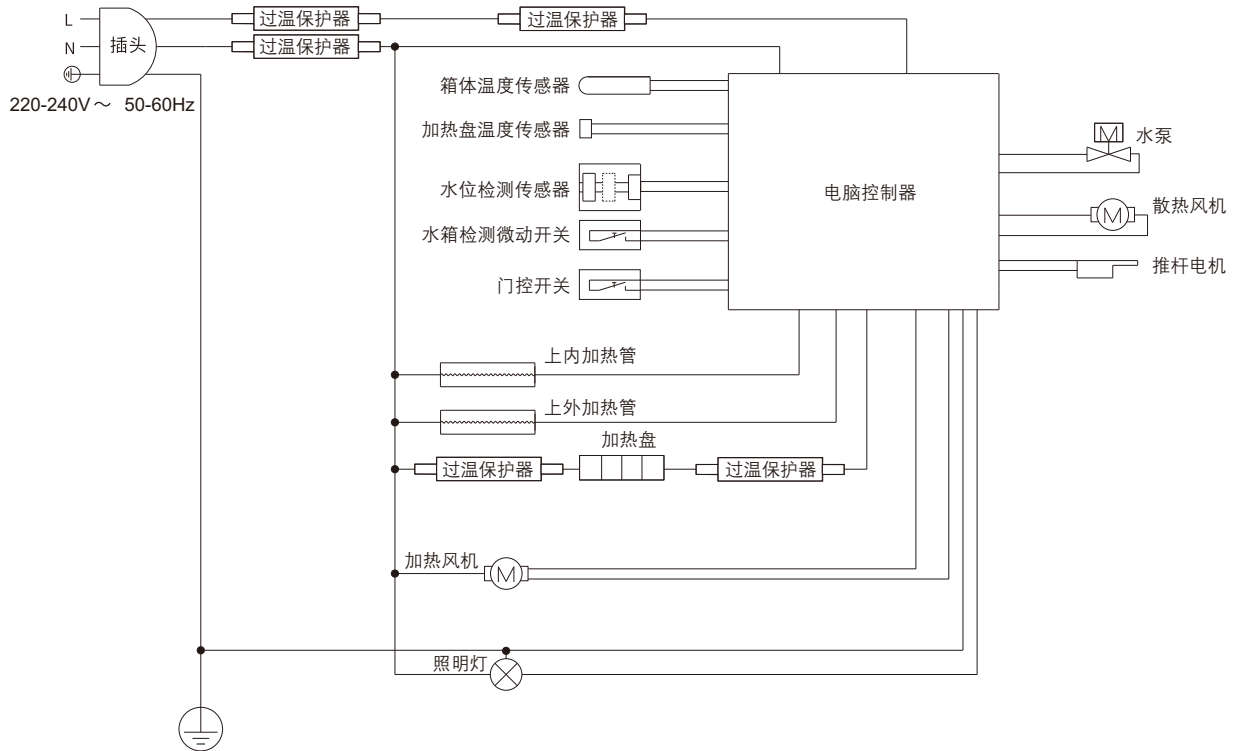 L
过温保护器
过温保护器
N
插头
过温保护器
220-240V～ 50-60Hz
箱体温度传感器
加热盘温度传感器
水位检测传感器
水箱检测微动开关
门控开关
电脑控制器
M
水泵
M
散热风机
推杆电机
上内加热管
上外加热管
加热盘
过温保护器
过温保护器
加热风机
M
照明灯